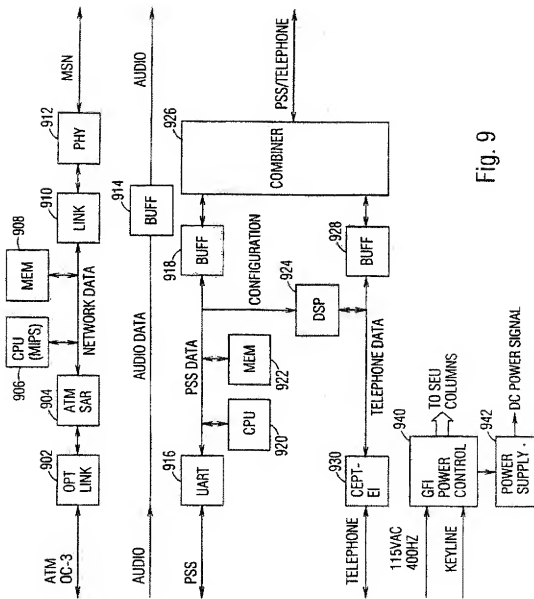 ATM
OC-3
902
OPT
LINK
904
ATM
SAR
906
CPU
(MIPS)
908
MEM
NETWORK DATA
910
LINK
912
PHY
MSN
AUDIO
AUDIO DATA
914
BUFF
AUDIO
PSS
916
UART
PSS DATA
920
CPU
922
MEM
918
BUFF
CONFIGURATION
924
DSP
926
COMBINER
PSS/TELEPHONE
928
BUFF
TELEPHONE
930
CEPT-
EI
TELEPHONE DATA
115VAC
400HZ
KEYLINE
940
GFI
POWER
CONTROL
TO SEU
COLUMNS
942
POWER
SUPPLY
DC POWER SIGNAL
Fig. 9